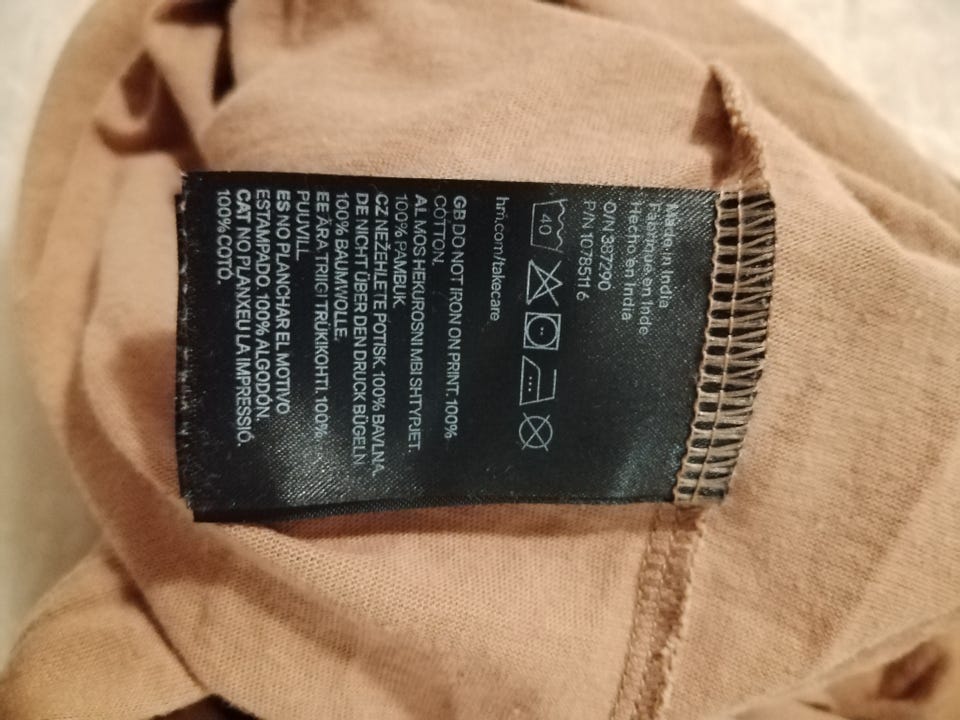 Made in India
Fabriqué en Inde
Hecho en India
O/N 387290
P/N 10785116
40
hm.com/takecare
GB DO NOT IRON ON PRINT. 100%
COTTON.
AL MOS HEKUROSNI MBI SHTYPJET.
100% PAMBUK.
CZ NEŽEHLETE POTISK. 100% BAVLNA.
DE NICHT ÜBER DEN DRUCK BÜGELN
100% BAUMWOLLE.
EE ÄRA TRIIGI TRÜKIKOHTI. 100%
PUUVILL.
ES NO PLANCHAR EL MOTIVO
ESTAMPADO. 100% ALGODÓN.
CAT NO PLANXEU LA IMPRESSIÓ.
100% COTÓ.